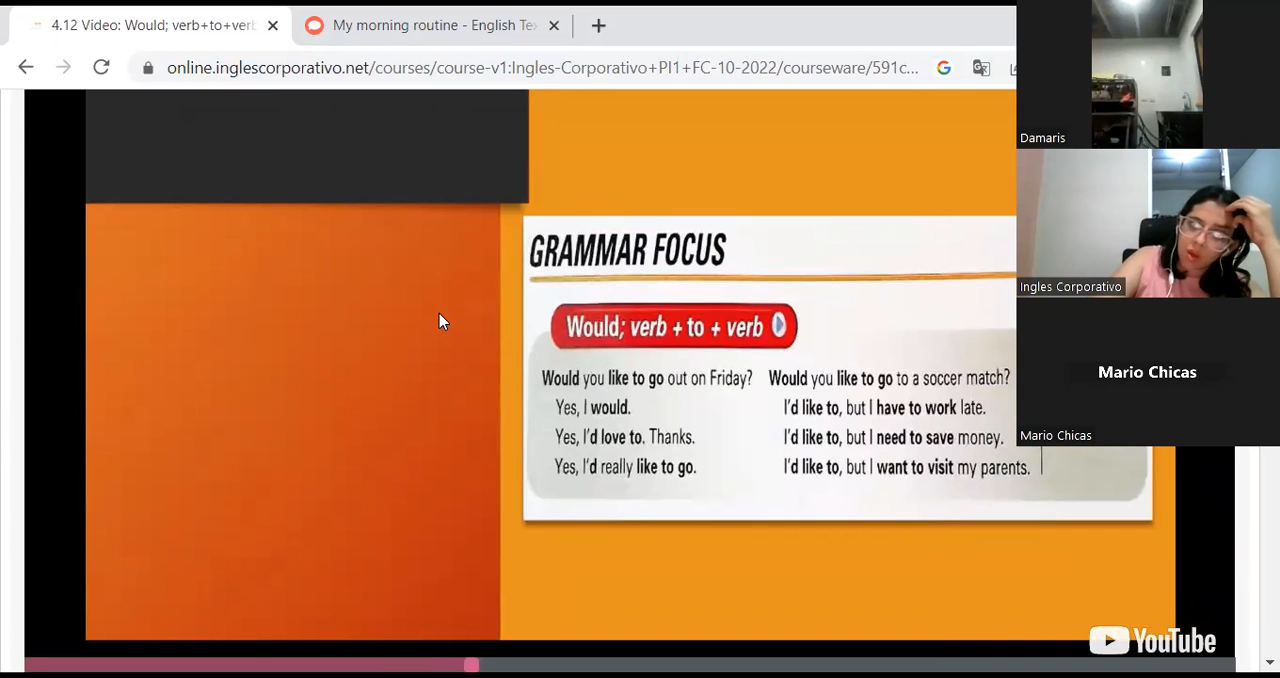 4.12 Video: Would; verb+to+verb
My morning routine - English Tex
online.inglescorporativo.net/courses/course-v1:Ingles-Corporativo+PI1+FC-10-2022/courseware/591c...
Damaris
Ingles Corporativo
Mario Chicas
Mario Chicas
GRAMMAR FOCUS
Would; verb + to + verb
Would you like to go out on Friday?
Yes, I would.
Yes, I'd love to. Thanks.
Yes, I'd really like to go.
Would you like to go to a soccer match?
I'd like to, but I have to work late.
I'd like to, but I need to save money.
I'd like to, but I want to visit my parents.
YouTube